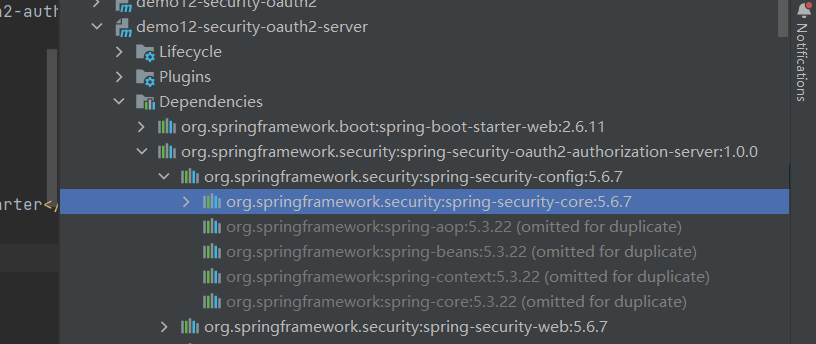 demo12-security-oauth2
n2-auth
demo12-security-oauth2-server
Lifecycle
Plugins
Dependencies
org.springframework.boot:spring-boot-starter-web:2.6.11
org.springframework.security:spring-security-oauth2-authorization-server:1.0.0
org.springframework.security:spring-security-config:5.6.7
arter</
org.springframework.security:spring-security-core:5.6.7
org.springframework:spring-aop:5.3.22 (omitted for duplicate)
org.springframework:spring-beans:5.3.22 (omitted for duplicate)
org.springframework:spring-context:5.3.22 (omitted for duplicate)
org.springframework:spring-core:5.3.22 (omitted for duplicate)
org.springframework.security:spring-security-web:5.6.7
Notifications